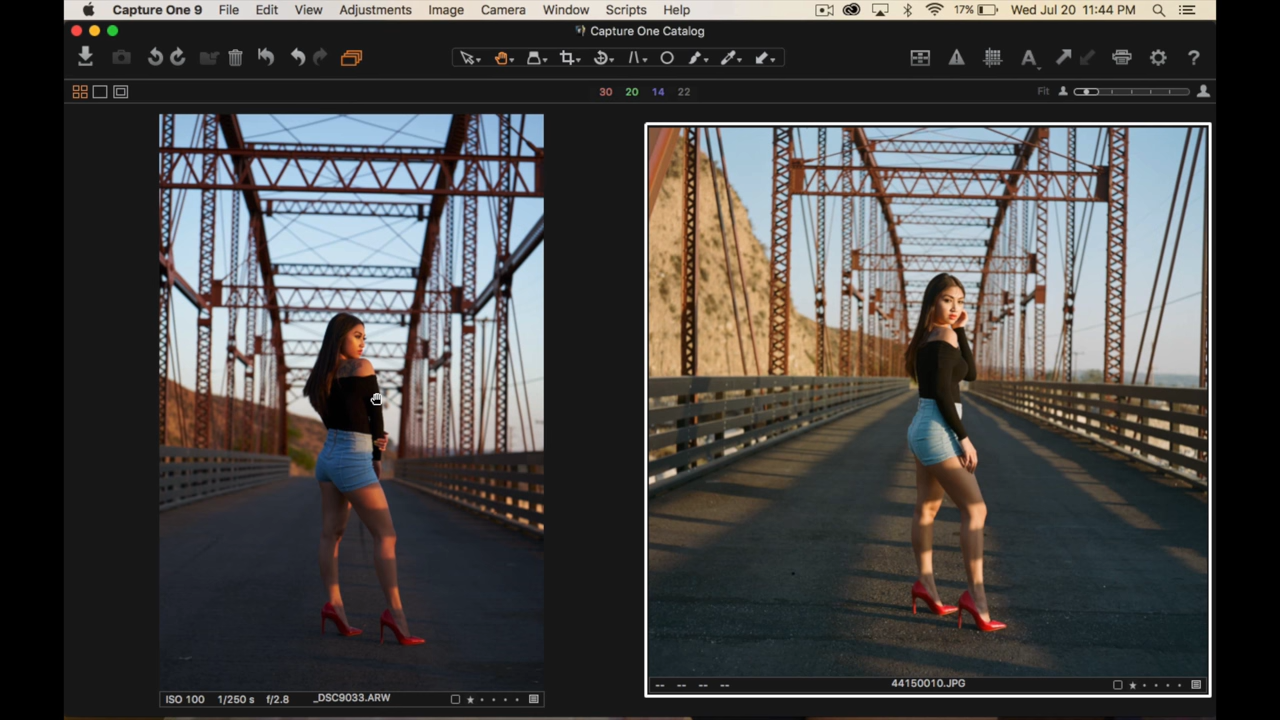 Capture One 9 File Edit View Adjustments Image Camera Window Scripts Help 17% Wed Jul 20 11:44 PM
Capture One Catalog
A ?
30 20 14 22 Fit
ISO 100 1/250 s f/2.8 _DSC9033.ARW
-- -- -- -- 44150010.JPG